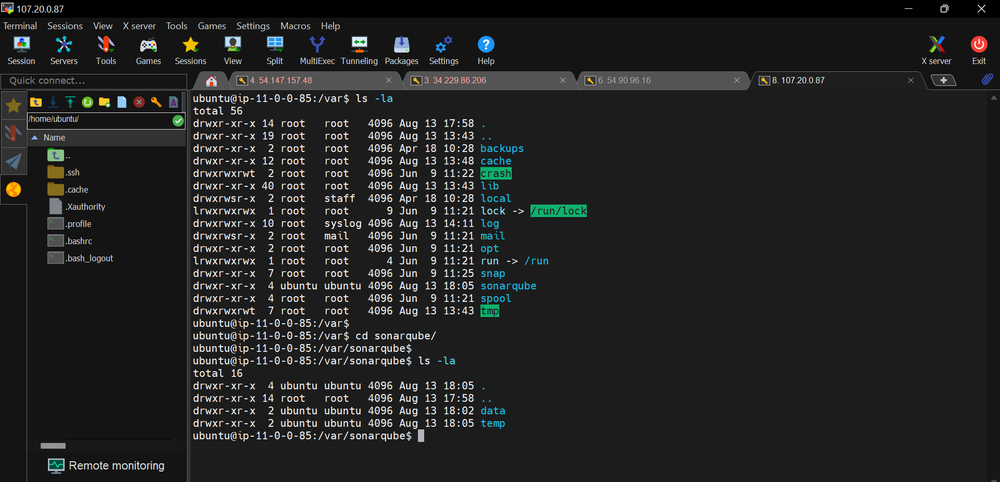 107.20.0.87
Terminal Sessions View X server Tools Games Settings Macros Help
Session Servers Tools Games Sessions View Split MultiExec Tunneling Packages Settings Help X server Exit
Quick connect...
4. 54.147.157.48
3. 34.229.86.206
6. 54.90.96.16
8. 107.20.0.87
/home/ubuntu/
Name
..
.ssh
.cache
.Xauthority
.profile
.bashrc
.bash_logout
Remote monitoring
ubuntu@ip-11-0-0-85:/var$ ls -la
total 56
drwxr-xr-x 14 root   root   4096 Aug 13 17:58 .
drwxr-xr-x 19 root   root   4096 Aug 13 13:43 ..
drwxr-xr-x  2 root   root   4096 Apr 18 10:28 backups
drwxr-xr-x 12 root   root   4096 Aug 13 13:48 cache
drwxrwxrwt  2 root   root   4096 Jun  9 11:22 crash
drwxr-xr-x 40 root   root   4096 Aug 13 13:43 lib
drwxrwsr-x  2 root   staff  4096 Apr 18 10:28 local
lrwxrwxrwx  1 root   root      9 Jun  9 11:21 lock -> /run/lock
drwxrwxr-x 10 root   syslog 4096 Aug 13 14:11 log
drwxrwsr-x  2 root   mail   4096 Jun  9 11:21 mail
drwxr-xr-x  2 root   root   4096 Jun  9 11:21 opt
lrwxrwxrwx  1 root   root      4 Jun  9 11:21 run -> /run
drwxr-xr-x  7 root   root   4096 Jun  9 11:25 snap
drwxr-xr-x  4 ubuntu ubuntu 4096 Aug 13 18:05 sonarqube
drwxr-xr-x  4 root   root   4096 Jun  9 11:21 spool
drwxrwxrwt  7 root   root   4096 Aug 13 13:43 tmp
ubuntu@ip-11-0-0-85:/var$
ubuntu@ip-11-0-0-85:/var$ cd sonarqube/
ubuntu@ip-11-0-0-85:/var/sonarqube$
ubuntu@ip-11-0-0-85:/var/sonarqube$ ls -la
total 16
drwxr-xr-x  4 ubuntu ubuntu 4096 Aug 13 18:05 .
drwxr-xr-x 14 root   root   4096 Aug 13 17:58 ..
drwxr-xr-x  2 ubuntu ubuntu 4096 Aug 13 18:02 data
drwxr-xr-x  2 ubuntu ubuntu 4096 Aug 13 18:05 temp
ubuntu@ip-11-0-0-85:/var/sonarqube$